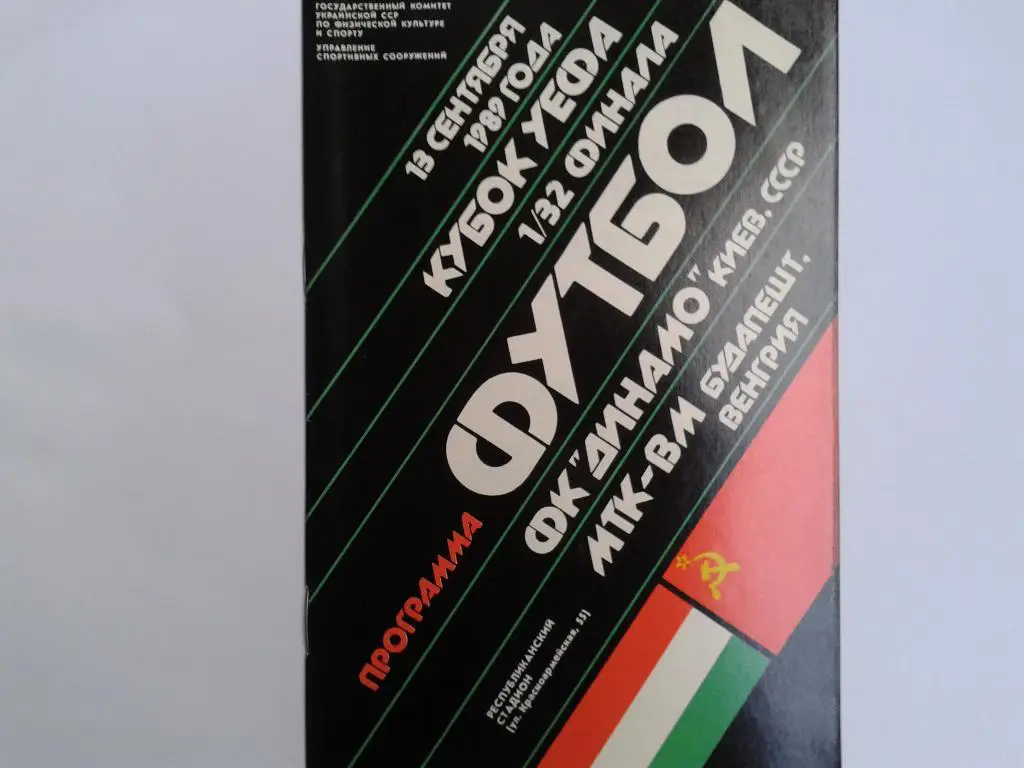 ГОСУДАРСТВЕННЫЙ КОМИТЕТ
УКРАИНСКОЙ ССР
ПО ФИЗИЧЕСКОЙ КУЛЬТУРЕ
И СПОРТУ
УПРАВЛЕНИЕ
СПОРТИВНЫХ СООРУЖЕНИЙ
13 СЕНТЯБРЯ
1989 ГОДА
КУБОК УЕФА
1/32 ФИНАЛА
ПРОГРАММА
ФУТБОЛ
ФК "ДИНАМО" КИЕВ, СССР
МТК-ВМ БУДАПЕШТ,
ВЕНГРИЯ
РЕСПУБЛИКАНСКИЙ
СТАДИОН
(ул. Красноармейская, 55)